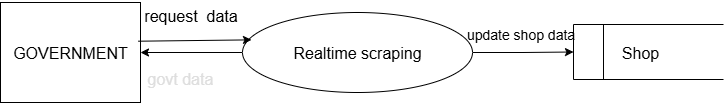 request data
GOVERNMENT
Realtime scraping
update shop data
Shop
govt data